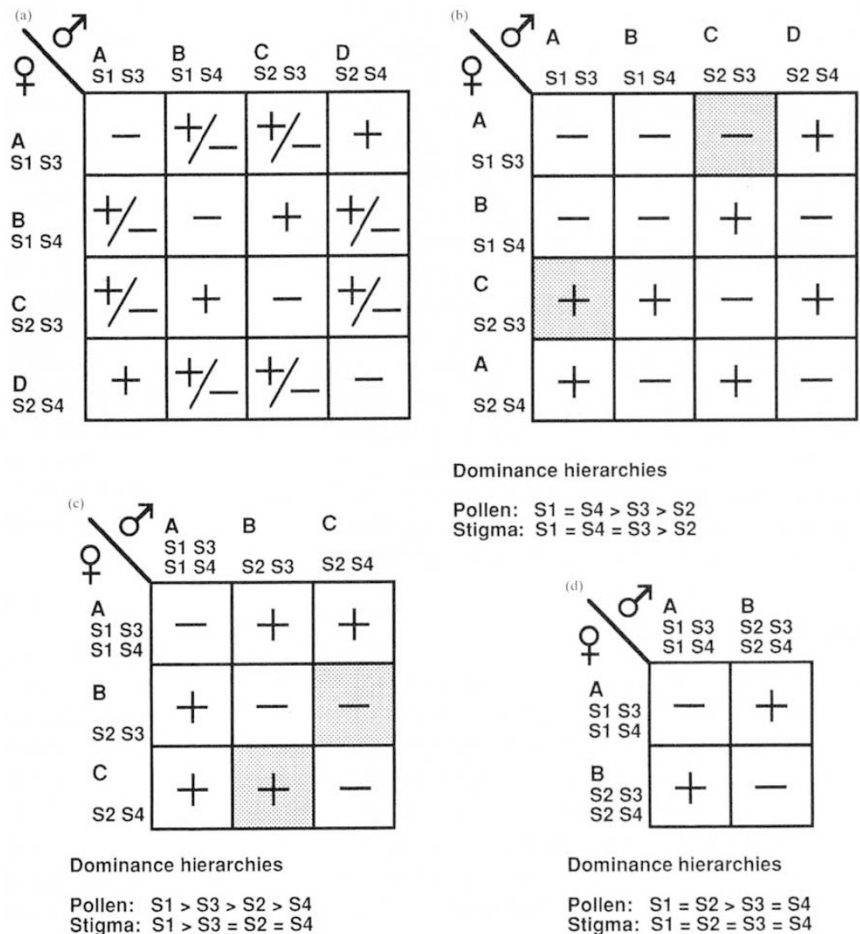 (a)
♂
♀
A B C D
S1 S3 S1 S4 S2 S3 S2 S4
A
S1 S3
− +/− +/− +
B
S1 S4
+/− − + +/−
C
S2 S3
+/− + − +/−
D
S2 S4
+ +/− +/− −
(b)
♂
♀
A B C D
S1 S3 S1 S4 S2 S3 S2 S4
A
S1 S3
− − − +
B
S1 S4
− − + −
C
S2 S3
+ + − +
A
S2 S4
+ − + −
Dominance hierarchies
Pollen: S1 = S4 > S3 > S2
Stigma: S1 = S4 = S3 > S2
(c)
♂
♀
A B C
S1 S3
S1 S4 S2 S3 S2 S4
A
S1 S3
S1 S4
− + +
B
S2 S3
+ − −
C
S2 S4
+ + −
Dominance hierarchies
Pollen: S1 > S3 > S2 > S4
Stigma: S1 > S3 = S2 = S4
(d)
♂
♀
A B
S1 S3 S2 S3
S1 S4 S2 S4
A
S1 S3
S1 S4
− +
B
S2 S3
S2 S4
+ −
Dominance hierarchies
Pollen: S1 = S2 > S3 = S4
Stigma: S1 = S2 = S3 = S4